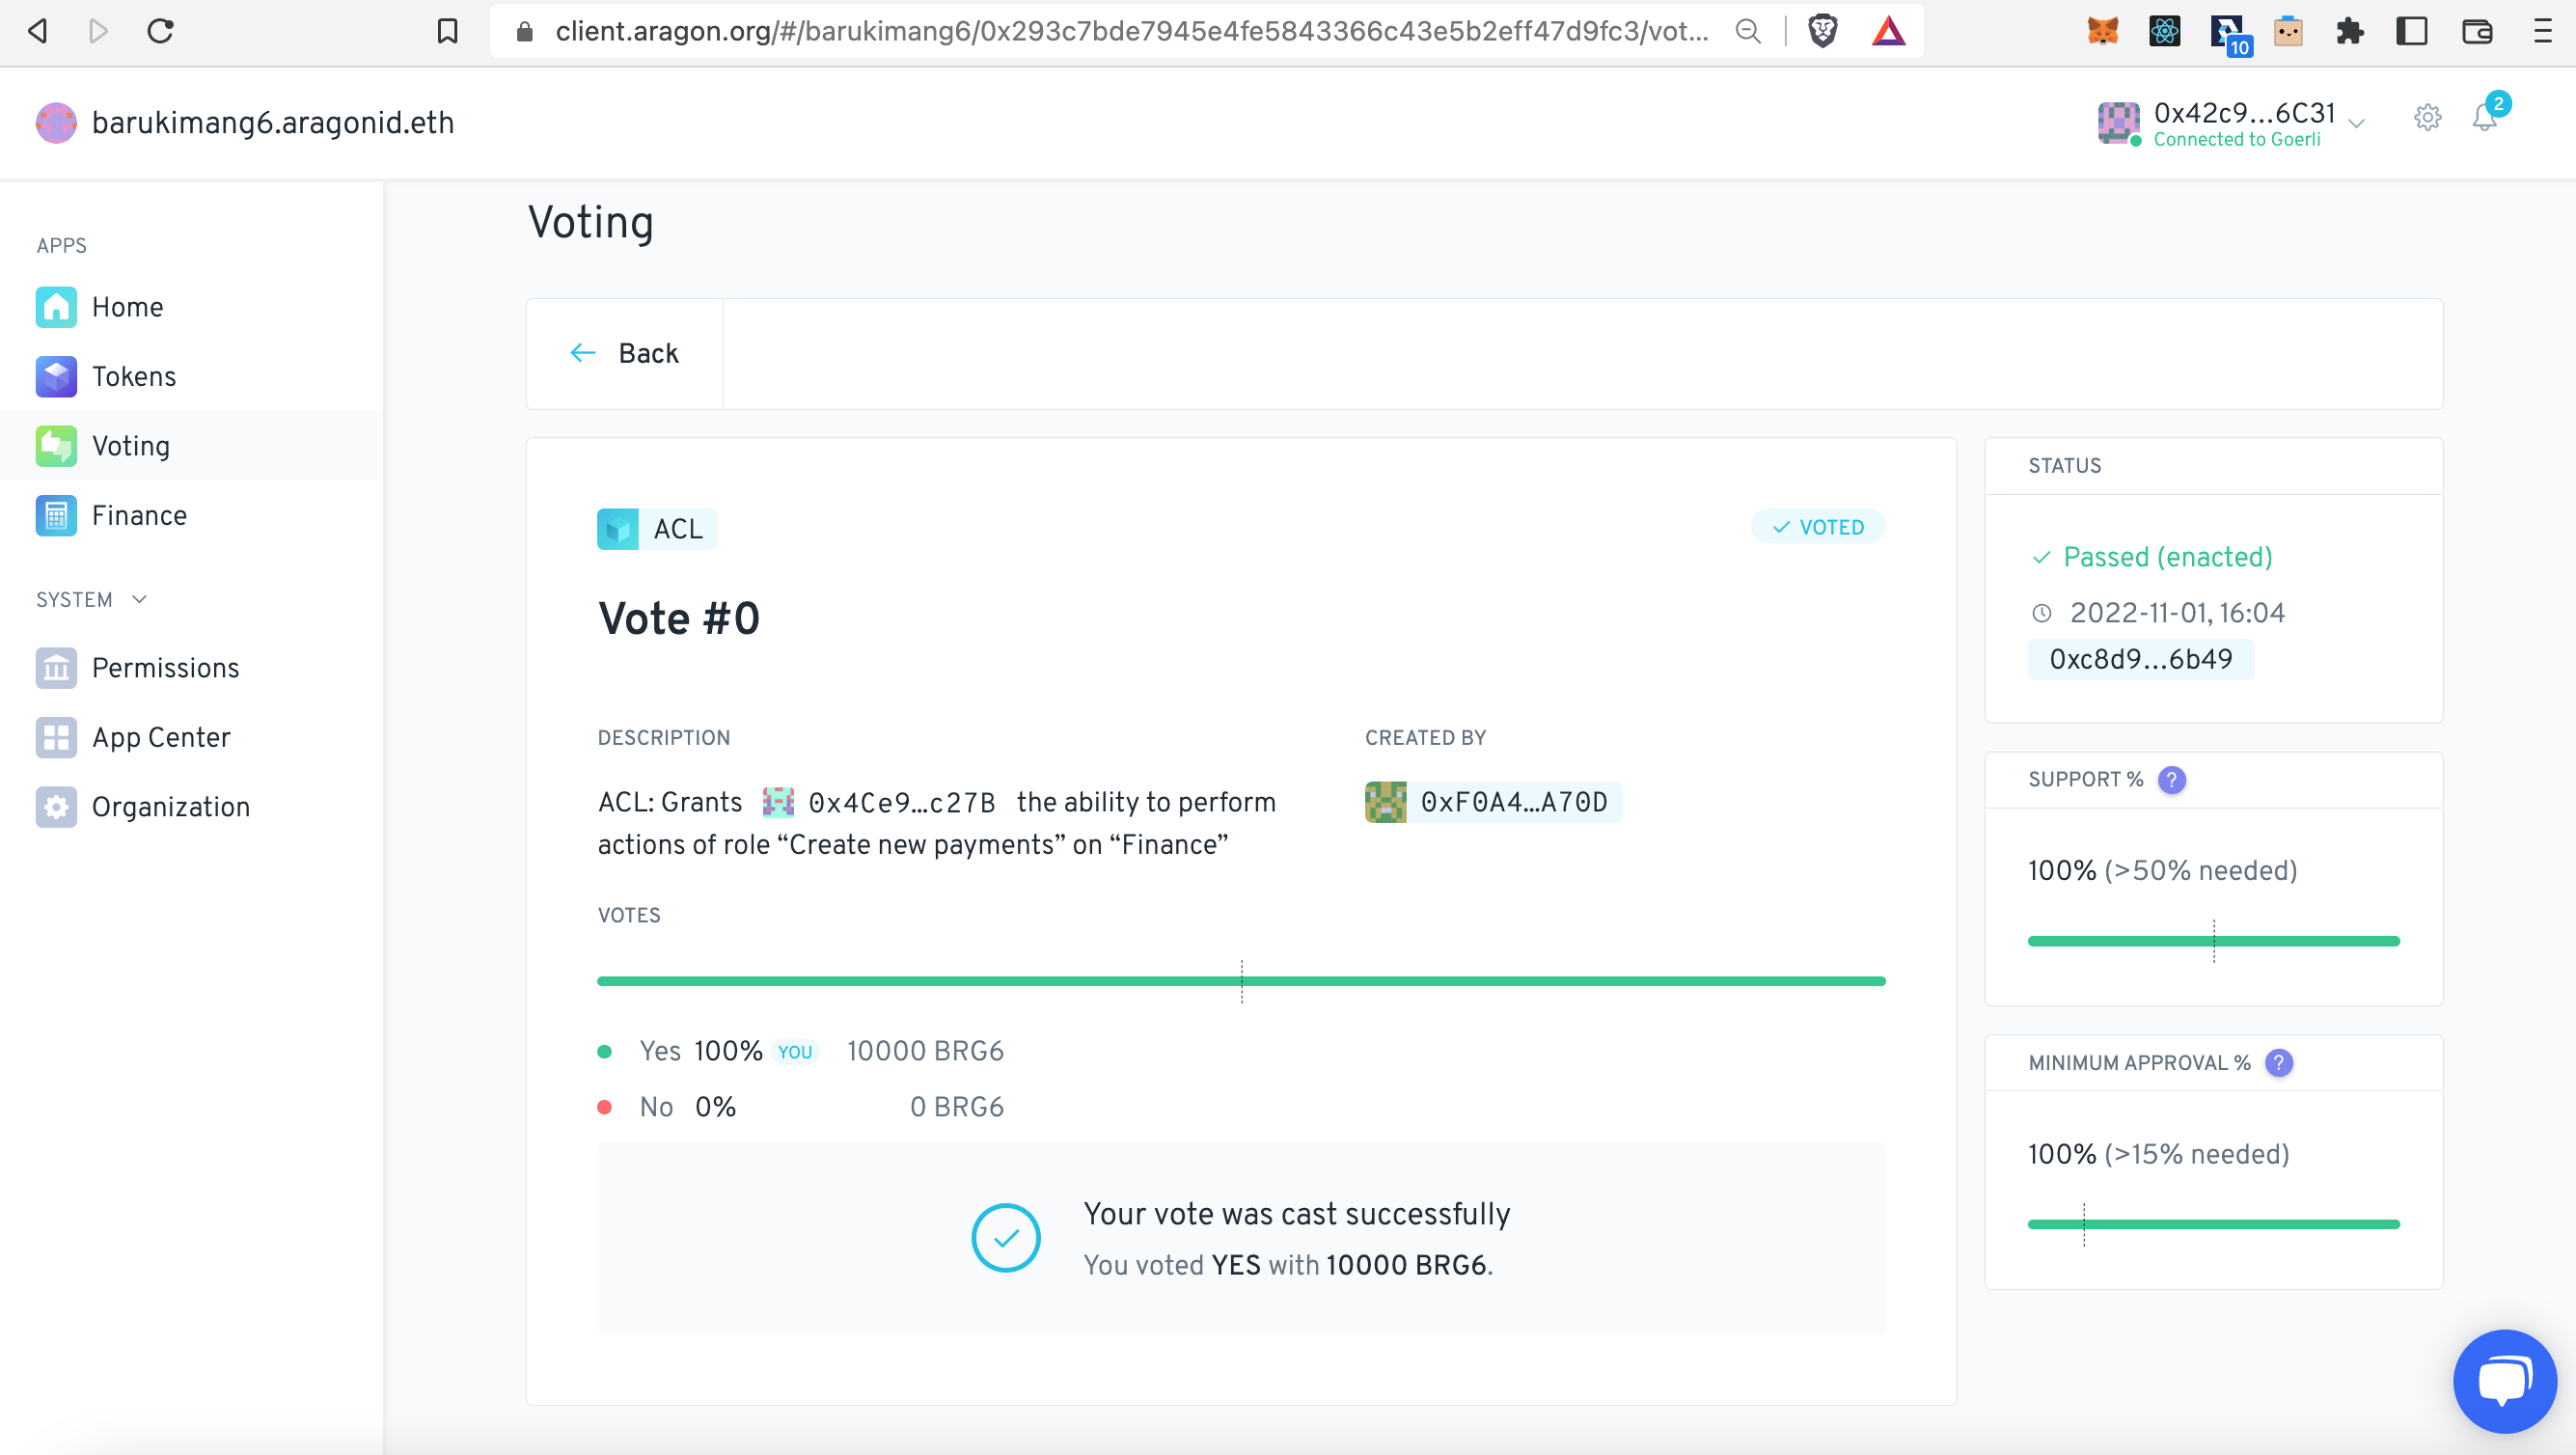 client.aragon.org/#/barukimang6/0x293c7bde7945e4fe5843366c43e5b2eff47d9fc3/vot...
10
barukimang6.aragonid.eth
0x42c9...6C31
Connected to Goerli
2
APPS
Home
Tokens
Voting
Finance
SYSTEM
Permissions
App Center
Organization
Voting
Back
ACL
VOTED
Vote #0
DESCRIPTION
ACL: Grants 0x4Ce9...c27B the ability to perform
actions of role “Create new payments” on “Finance”
CREATED BY
0xF0A4...A70D
VOTES
Yes 100% YOU 10000 BRG6
No 0% 0 BRG6
Your vote was cast successfully
You voted YES with 10000 BRG6.
STATUS
Passed (enacted)
2022-11-01, 16:04
0xc8d9...6b49
SUPPORT % ?
100% (>50% needed)
MINIMUM APPROVAL % ?
100% (>15% needed)